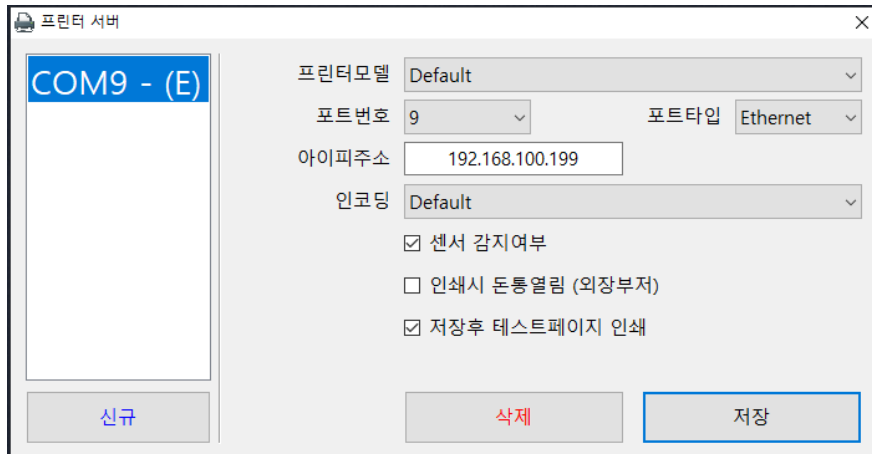 프린터 서버
COM9 - (E)
프린터모델 Default
포트번호 9 포트타입 Ethernet
아이피주소 192.168.100.199
인코딩 Default
센서 감지여부
인쇄시 돈통열림 (외장부저)
저장후 테스트페이지 인쇄
신규 삭제 저장